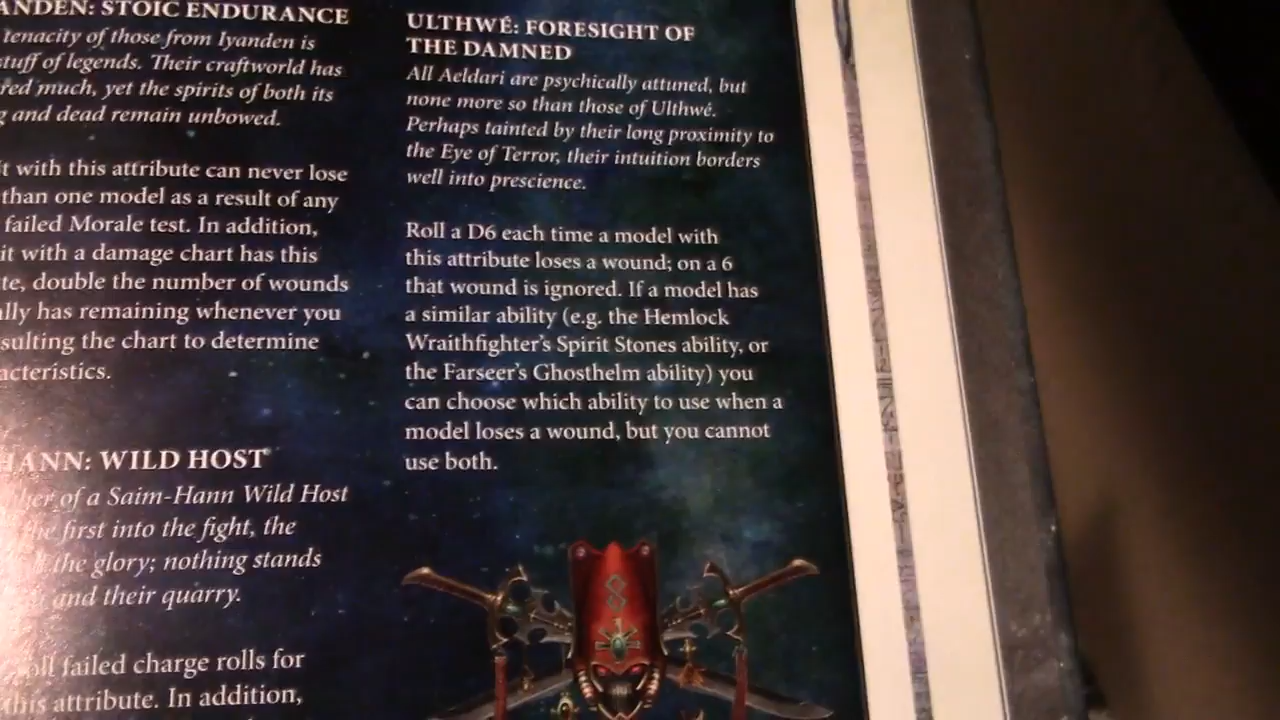 STOIC ENDURANCE
tenacity of those from Iyanden is
of legends. Their craftworld has
much, yet the spirits of both its
and dead remain unbowed.
with this attribute can never lose
than one model as a result of any
failed Morale test. In addition,
with a damage chart has this
double the number of wounds
has remaining whenever you
the chart to determine
WILD HOST
of a Saim-Hann Wild Host
first into the fight, the
the glory; nothing stands
and their quarry.
failed charge rolls for
this attribute. In addition,
ULTHWÉ: FORESIGHT OF
THE DAMNED
All Aeldari are psychically attuned, but
none more so than those of Ulthwé.
Perhaps tainted by their long proximity to
the Eye of Terror, their intuition borders
well into prescience.
Roll a D6 each time a model with
this attribute loses a wound; on a 6
that wound is ignored. If a model has
a similar ability (e.g. the Hemlock
Wraithfighter's Spirit Stones ability, or
the Farseer's Ghosthelm ability) you
can choose which ability to use when a
model loses a wound, but you cannot
use both.